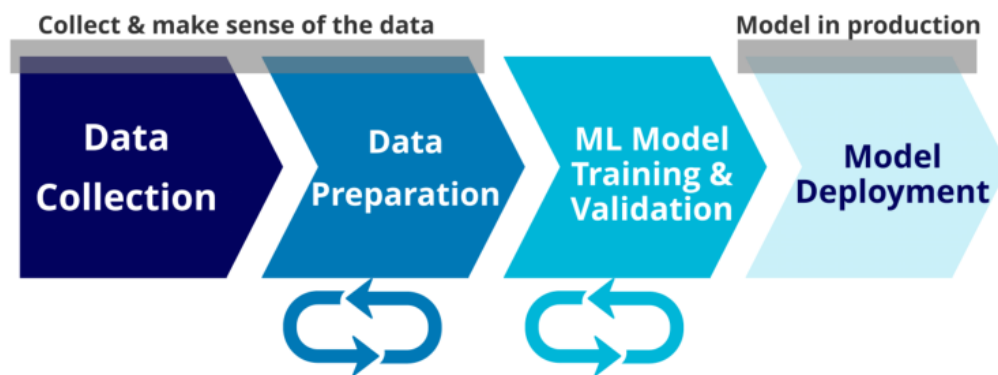 Collect & make sense of the data
Model in production
Data
Collection
Data
Preparation
ML Model
Training &
Validation
Model
Deployment